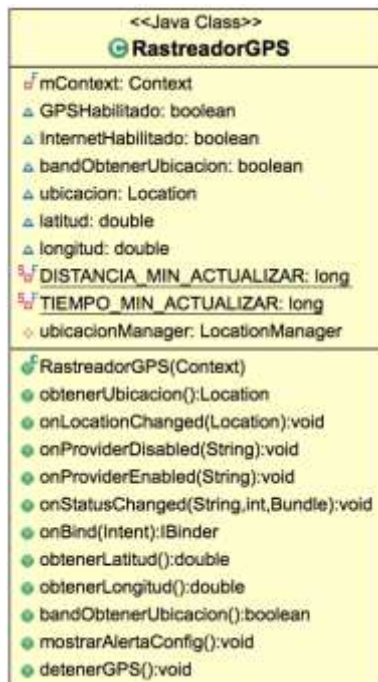 <<Java Class>>
C RastreadorGPS
mContext: Context
GPSHabilitado: boolean
InternetHabilitado: boolean
bandObtenerUbicacion: boolean
ubicacion: Location
latitud: double
longitud: double
DISTANCIA_MIN_ACTUALIZAR: long
TIEMPO_MIN_ACTUALIZAR: long
ubicacionManager: LocationManager
RastreadorGPS(Context)
obtenerUbicacion():Location
onLocationChanged(Location):void
onProviderDisabled(String):void
onProviderEnabled(String):void
onStatusChanged(String,int,Bundle):void
onBind(Intent):IBinder
obtenerLatitud():double
obtenerLongitud():double
bandObtenerUbicacion():boolean
mostrarAlertaConfig():void
detenerGPS():void